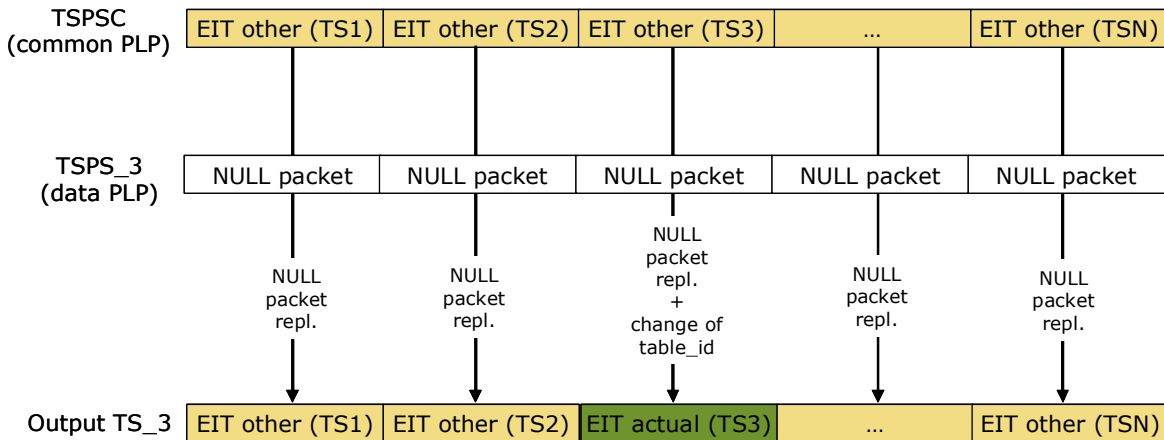 TSPSC
(common PLP)
EIT other (TS1)
EIT other (TS2)
EIT other (TS3)
...
EIT other (TSN)
TSPS_3
(data PLP)
NULL packet
NULL packet
NULL packet
NULL packet
NULL packet
NULL
packet
repl.
NULL
packet
repl.
NULL
packet
repl.
+
change of
table_id
NULL
packet
repl.
NULL
packet
repl.
Output TS_3
EIT other (TS1)
EIT other (TS2)
EIT actual (TS3)
...
EIT other (TSN)